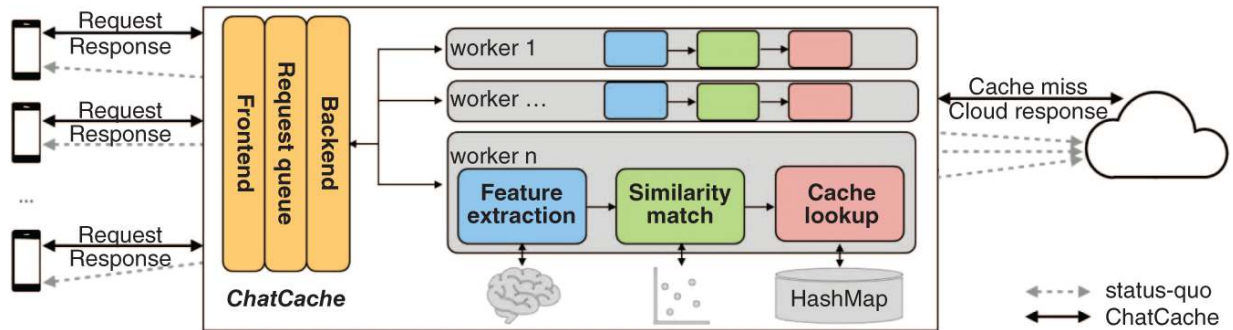 Request
Response
Request
Response
...
Request
Response
Frontend
Request queue
Backend
ChatCache
worker 1
worker ...
worker n
Feature
extraction
Similarity
match
Cache
lookup
HashMap
Cache miss
Cloud response
status-quo
ChatCache